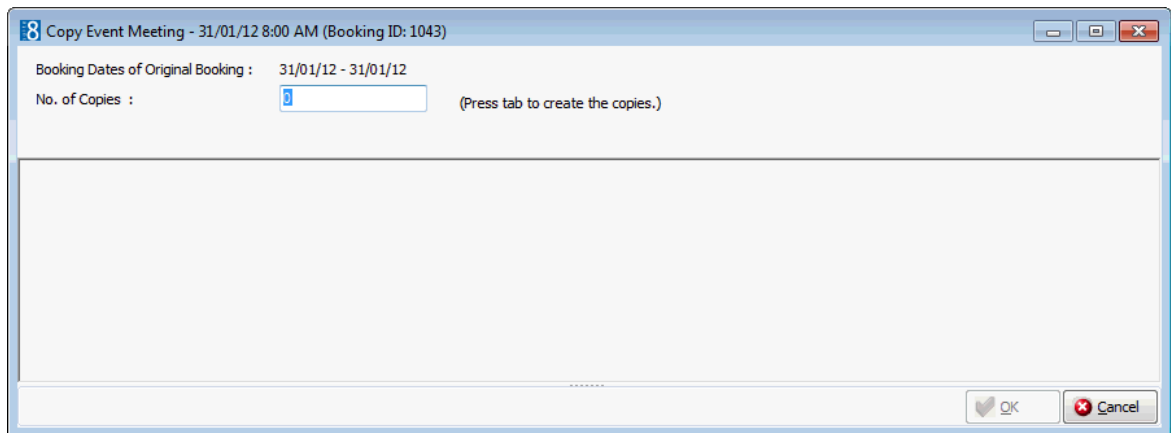 8 Copy Event Meeting - 31/01/12 8:00 AM (Booking ID: 1043)
Booking Dates of Original Booking : 31/01/12 - 31/01/12
No. of Copies : 0 (Press tab to create the copies.)
OK Cancel